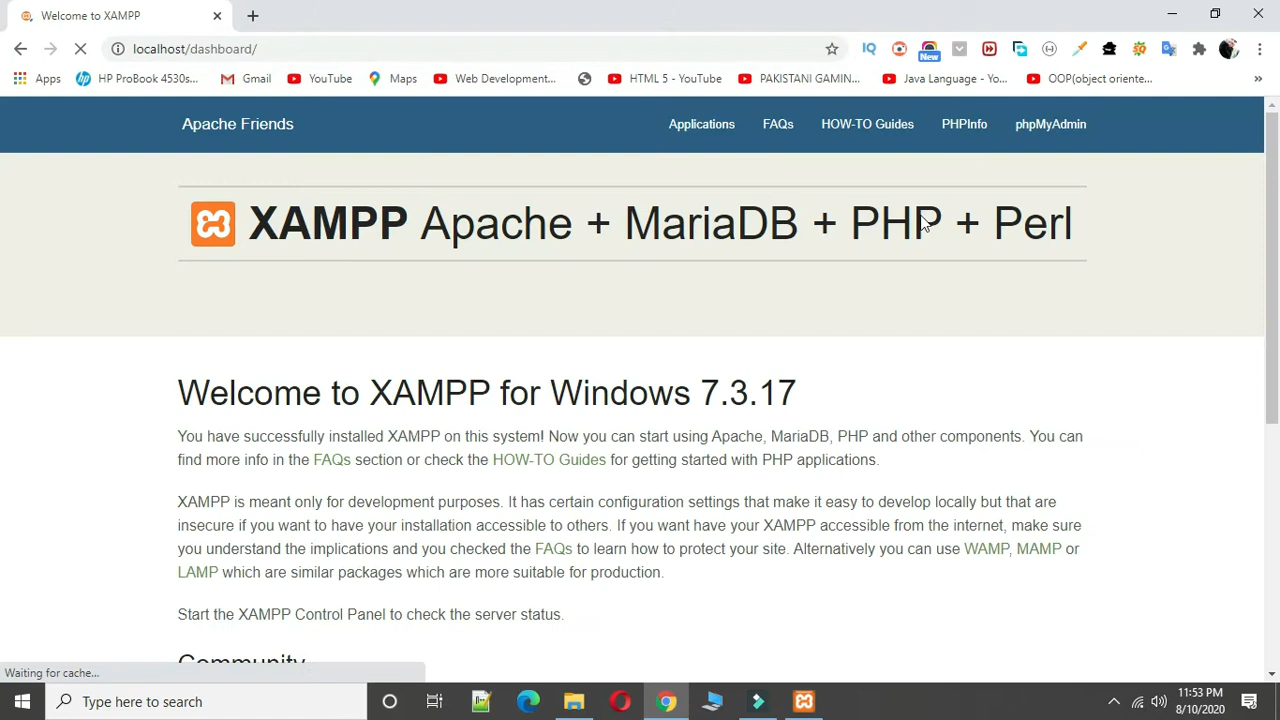 Welcome to XAMPP
localhost/dashboard/
New
Apps
HP ProBook 4530s...
Gmail
YouTube
Maps
Web Development...
HTML 5 - YouTube
PAKISTANI GAMIN...
Java Language - Yo...
OOP(object oriente...
»
Apache Friends
Applications
FAQs
HOW-TO Guides
PHPInfo
phpMyAdmin
XAMPP Apache + MariaDB + PHP + Perl
Welcome to XAMPP for Windows 7.3.17
You have successfully installed XAMPP on this system! Now you can start using Apache, MariaDB, PHP and other components. You can
find more info in the FAQs section or check the HOW-TO Guides for getting started with PHP applications.
XAMPP is meant only for development purposes. It has certain configuration settings that make it easy to develop locally but that are
insecure if you want to have your installation accessible to others. If you want have your XAMPP accessible from the internet, make sure
you understand the implications and you checked the FAQs to learn how to protect your site. Alternatively you can use WAMP, MAMP or
LAMP which are similar packages which are more suitable for production.
Start the XAMPP Control Panel to check the server status.
Community
Waiting for cache...
Type here to search
11:53 PM
8/10/2020